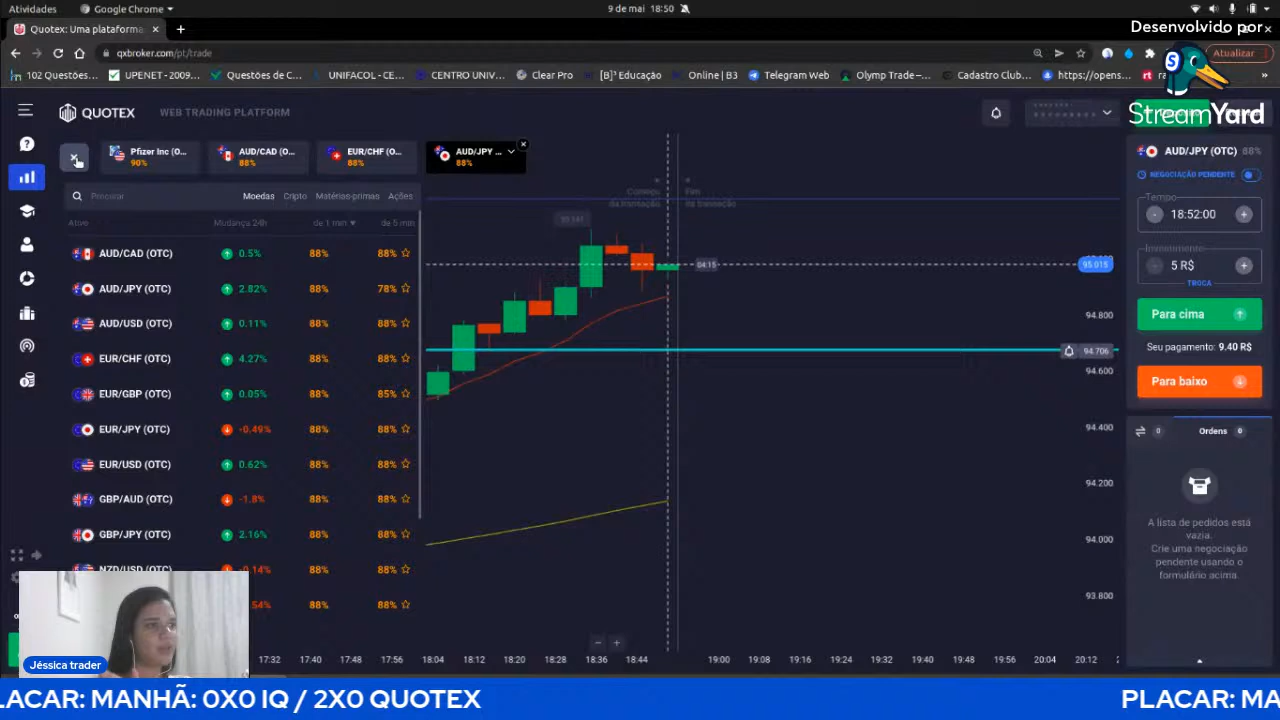 Atividades
Google Chrome
9 de mai 18:50
Quotex: Uma plataforma
Desenvolvido por
qxbroker.com/pt/trade
Atualizar
102 Questões...
UPENET - 2009...
Questões de C...
UNIFACOL - CE...
CENTRO UNIV...
Clear Pro
[B]³ Educação
Online | B3
Telegram Web
Olymp Trade –...
Cadastro Club...
https://opens...
StreamYard
QUOTEX
WEB TRADING PLATFORM
Pfizer Inc (O...
90%
AUD/CAD (O...
88%
EUR/CHF (O...
88%
AUD/JPY ...
88%
AUD/JPY (OTC) 88%
NEGOCIAÇÃO PENDENTE
Procurar
Moedas
Cripto
Matérias-primas
Ações
Começo
da transação
Fim
da transação
Tempo
18:52:00
Ativo
Mudança 24h
de 1 min
de 5 min
AUD/CAD (OTC) 0.5% 88% 88%
AUD/JPY (OTC) 2.82% 88% 78%
AUD/USD (OTC) 0.11% 88% 88%
EUR/CHF (OTC) 4.27% 88% 88%
EUR/GBP (OTC) 0.05% 88% 85%
EUR/JPY (OTC) -0.49% 88% 88%
EUR/USD (OTC) 0.62% 88% 88%
GBP/AUD (OTC) -1.8% 88% 88%
GBP/JPY (OTC) 2.16% 88% 88%
NZD/USD (OTC) -0.14% 88% 88%
88% 88%
04:15
95.015
94.800
94.706
94.600
94.400
94.200
94.000
93.800
Investimento
5 R$
TROCA
Para cima
Seu pagamento: 9.40 R$
Para baixo
0
Ordens 0
A lista de pedidos está
vazia.
Crie uma negociação
pendente usando o
formulário acima.
Jéssica trader
17:32 17:40 17:48 17:56 18:04 18:12 18:20 18:28 18:36 18:44 19:00 19:08 19:16 19:24 19:32 19:40 19:48 19:56 20:04 20:12
PLACAR: MANHÃ: 0X0 IQ / 2X0 QUOTEX
PLACAR: MA